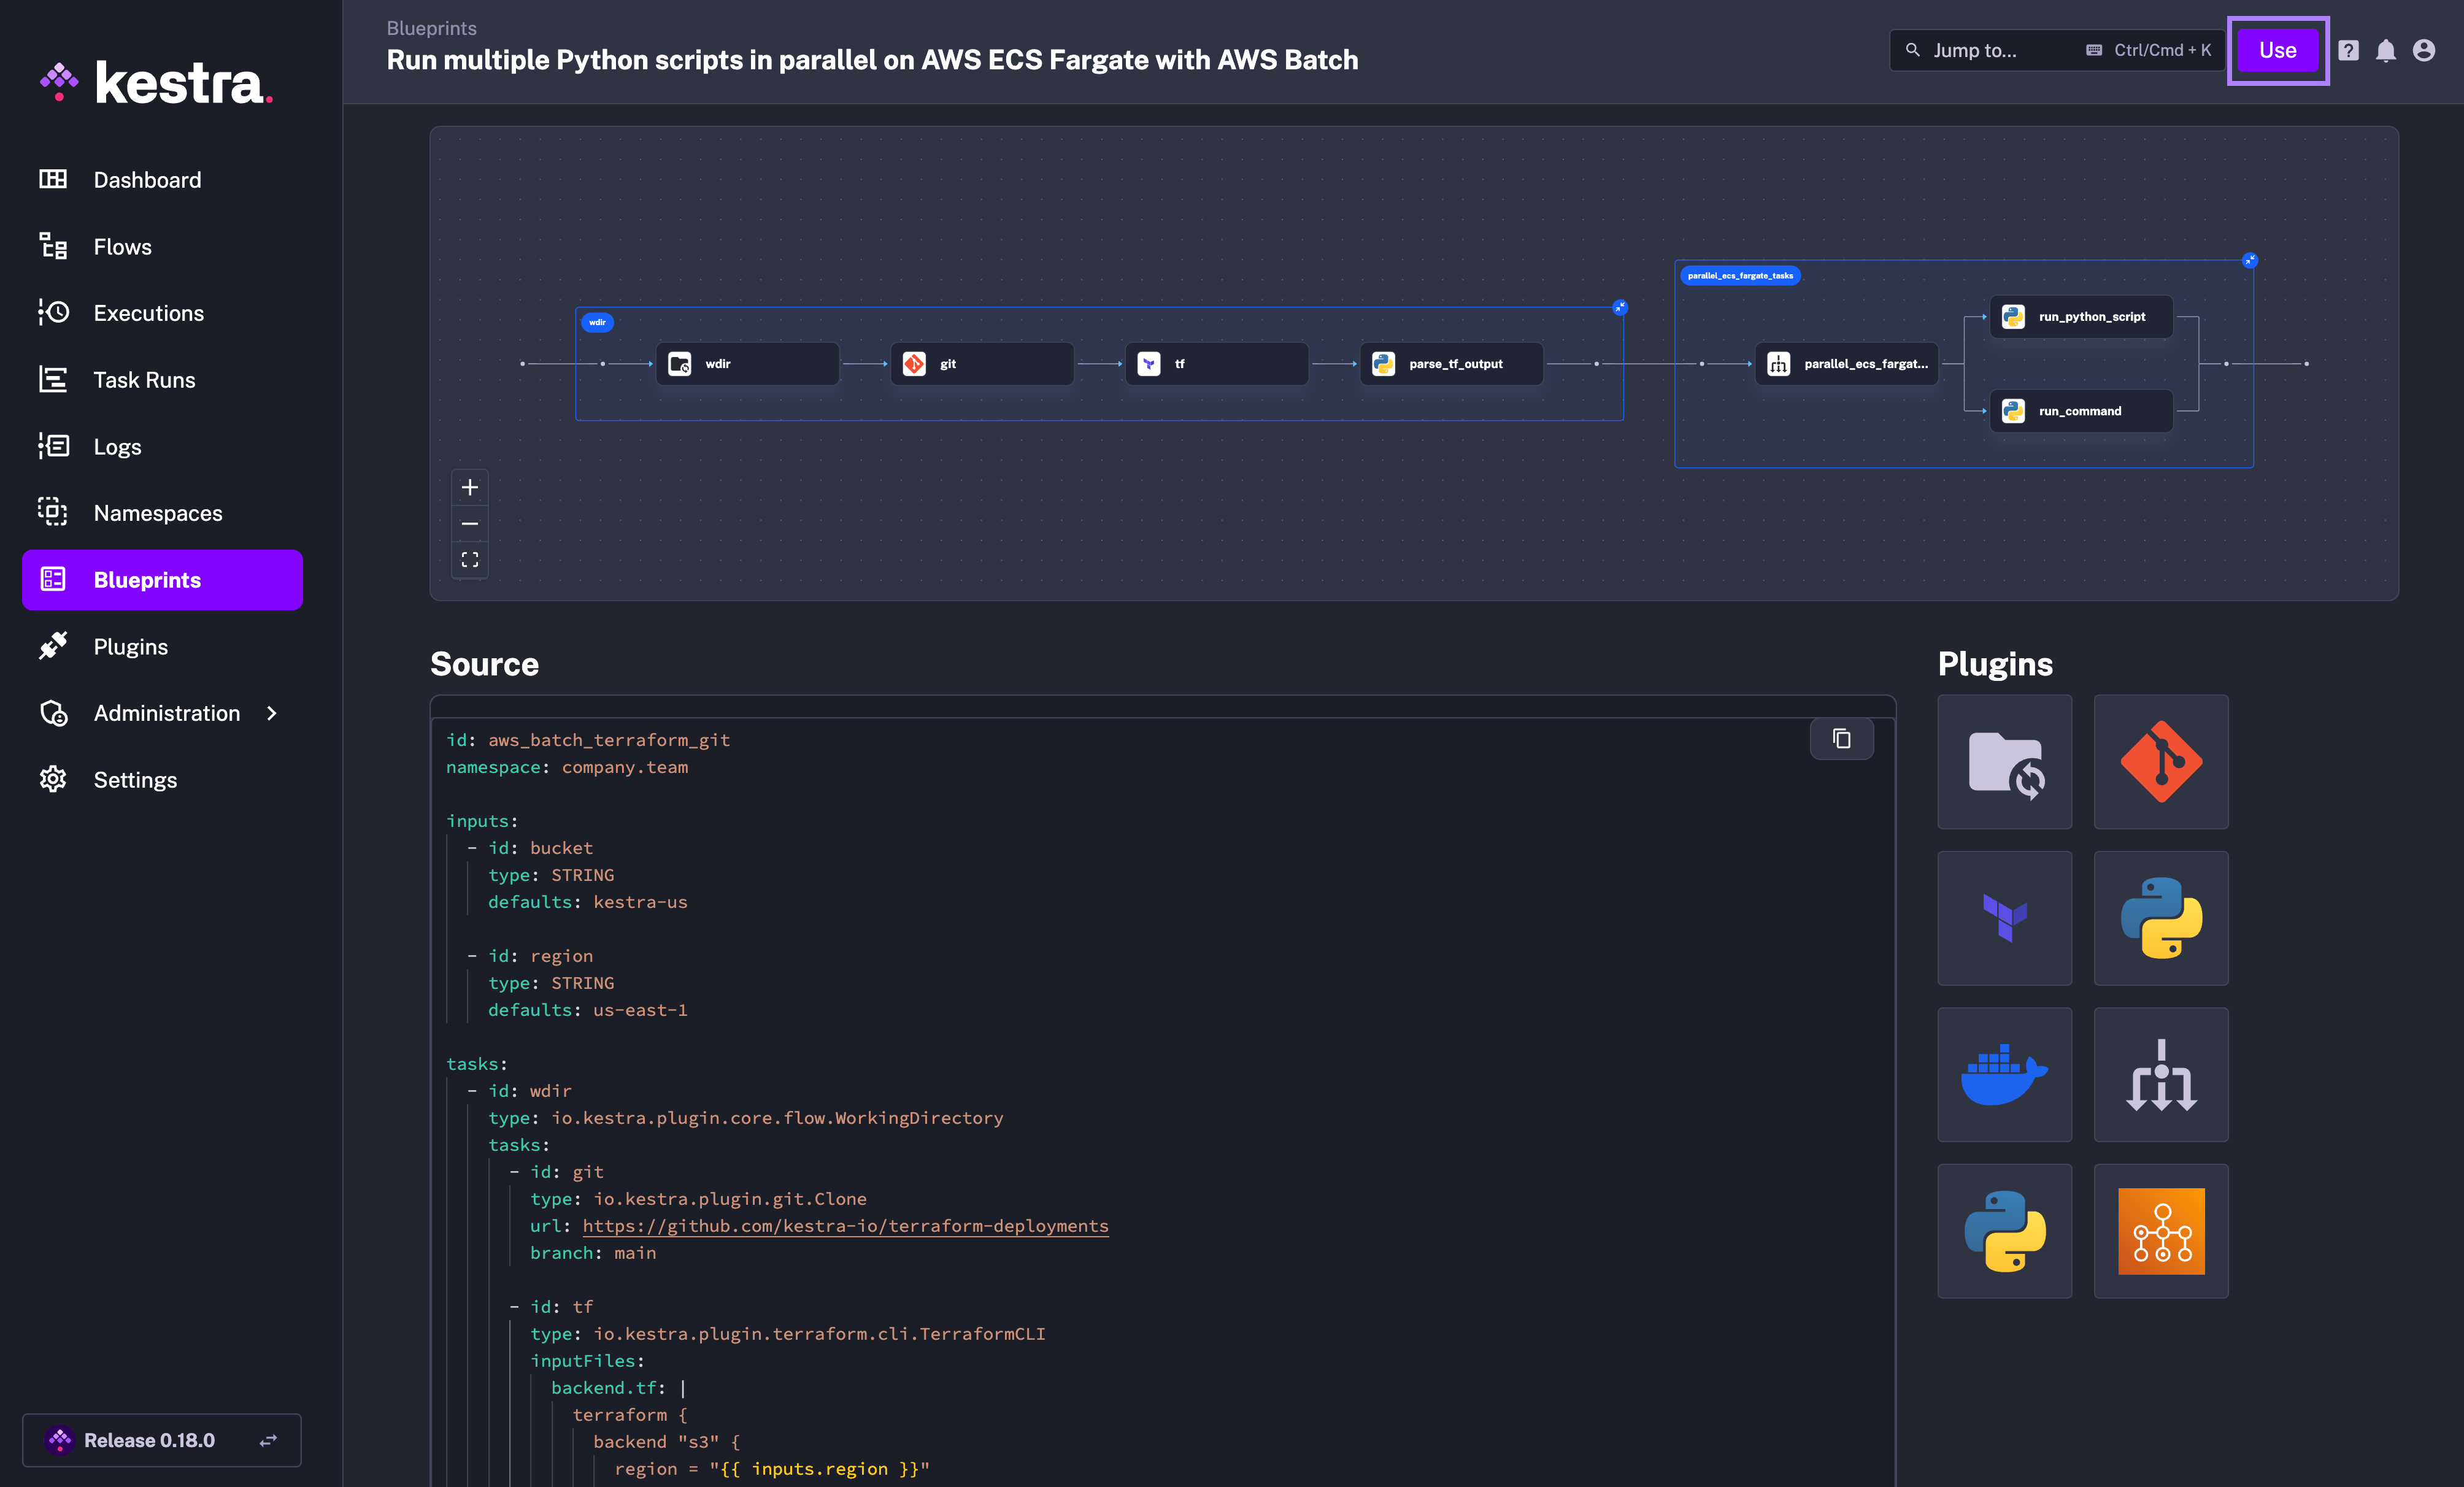 kestra.
Dashboard
Flows
Executions
Task Runs
Logs
Namespaces
Blueprints
Plugins
Administration
Settings
Release 0.18.0
Blueprints
Run multiple Python scripts in parallel on AWS ECS Fargate with AWS Batch
Jump to... Ctrl/Cmd + K
Use
?
wdir
wdir
git
tf
parse_tf_output
parallel_ecs_fargate_tasks
parallel_ecs_fargat...
run_python_script
run_command
Source
id: aws_batch_terraform_git
namespace: company.team
inputs:
- id: bucket
type: STRING
defaults: kestra-us
- id: region
type: STRING
defaults: us-east-1
tasks:
- id: wdir
type: io.kestra.plugin.core.flow.WorkingDirectory
tasks:
- id: git
type: io.kestra.plugin.git.Clone
url: https://github.com/kestra-io/terraform-deployments
branch: main
- id: tf
type: io.kestra.plugin.terraform.cli.TerraformCLI
inputFiles:
backend.tf: |
terraform {
backend "s3" {
region = "{{ inputs.region }}"
Plugins